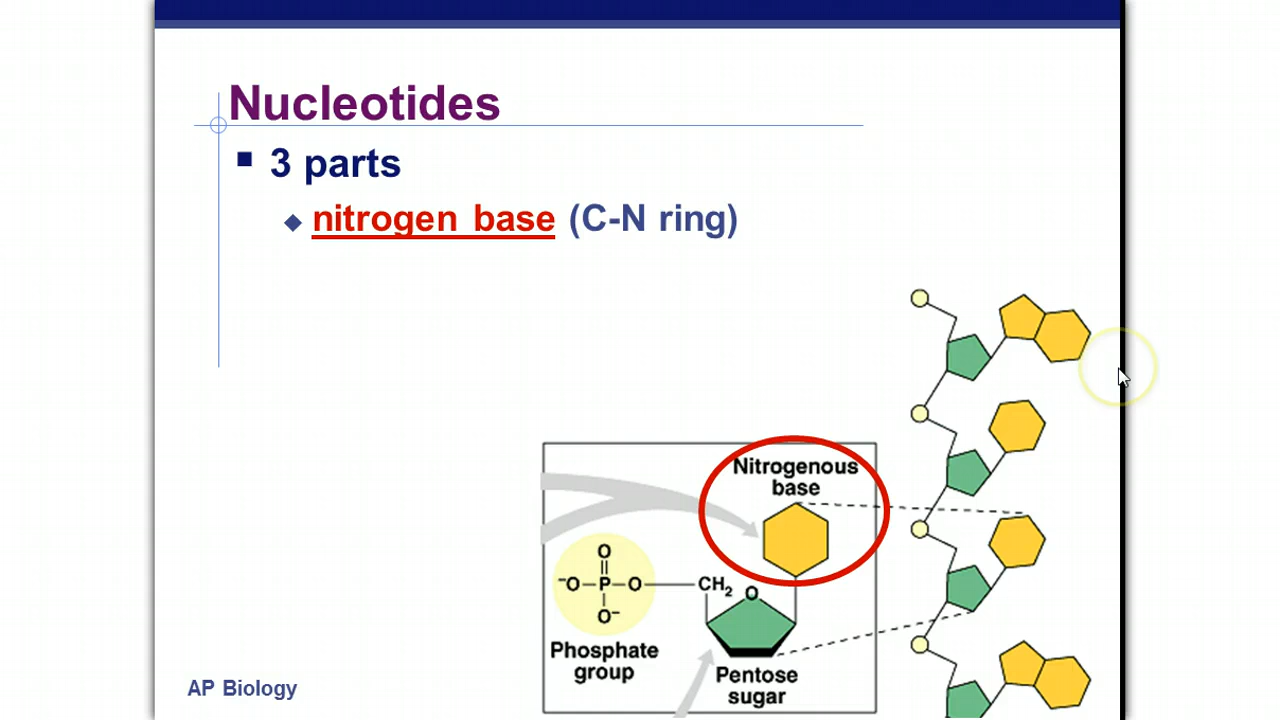 Nucleotides
3 parts
nitrogen base (C-N ring)
Nitrogenous
base
O
⁻O–P–O
O⁻
CH₂
O
Phosphate
group
Pentose
sugar
AP Biology